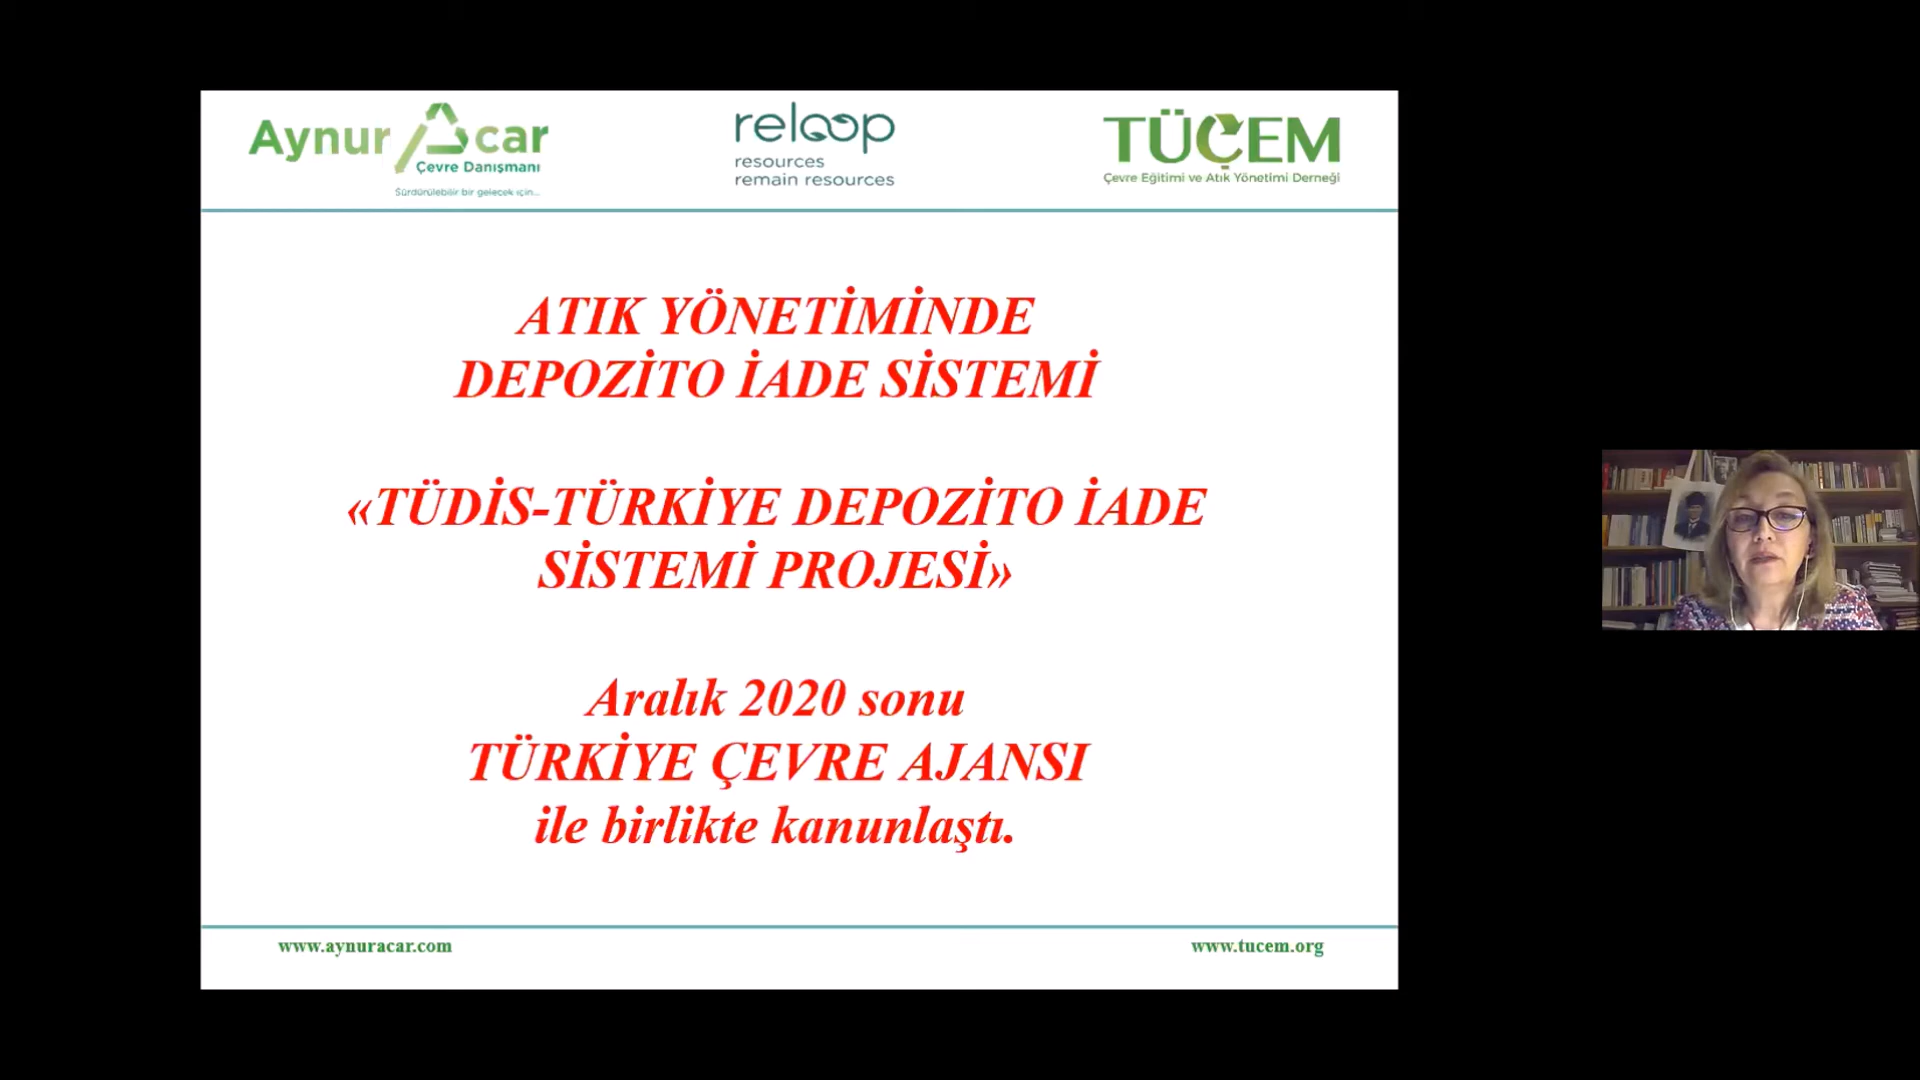 Aynur Acar
Çevre Danışmanı
Sürdürülebilir bir gelecek için...
reloop
resources
remain resources
TÜÇEM
Çevre Eğitimi ve Atık Yönetimi Derneği
ATIK YÖNETİMİNDE
DEPOZİTO İADE SİSTEMİ
«TÜDİS-TÜRKİYE DEPOZİTO İADE
SİSTEMİ PROJESİ»
Aralık 2020 sonu
TÜRKİYE ÇEVRE AJANSI
ile birlikte kanunlaştı.
www.aynuracar.com
www.tucem.org